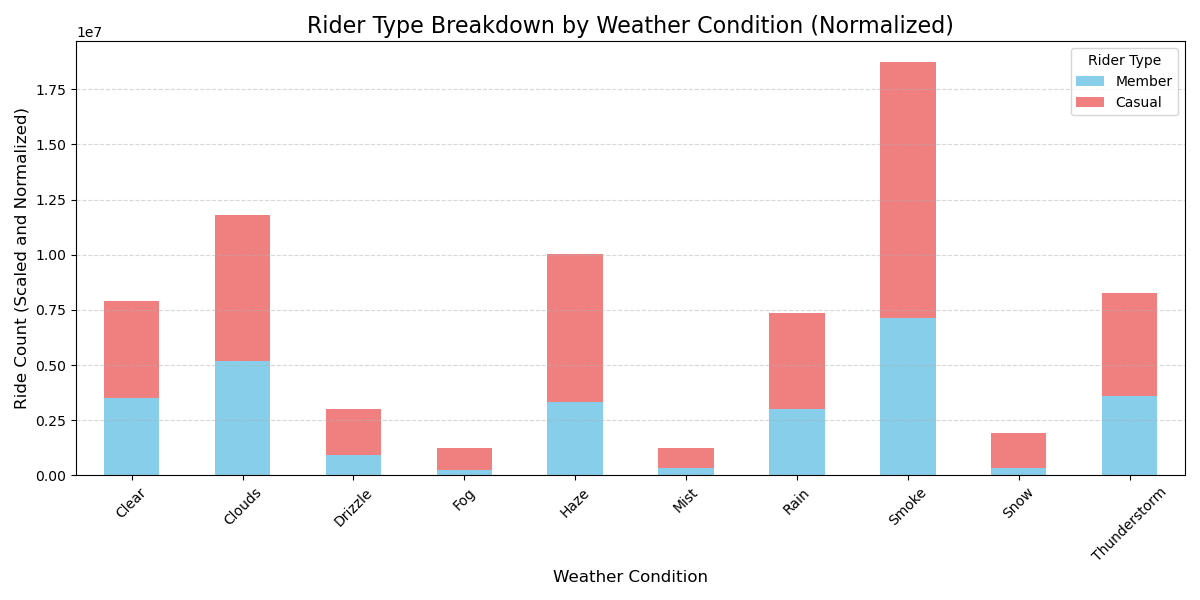 Rider Type Breakdown by Weather Condition (Normalized)
1e7
Ride Count (Scaled and Normalized)
1.75
1.50
1.25
1.00
0.75
0.50
0.25
0.00
Rider Type
Member
Casual
Clear
Clouds
Drizzle
Fog
Haze
Mist
Rain
Smoke
Snow
Thunderstorm
Weather Condition